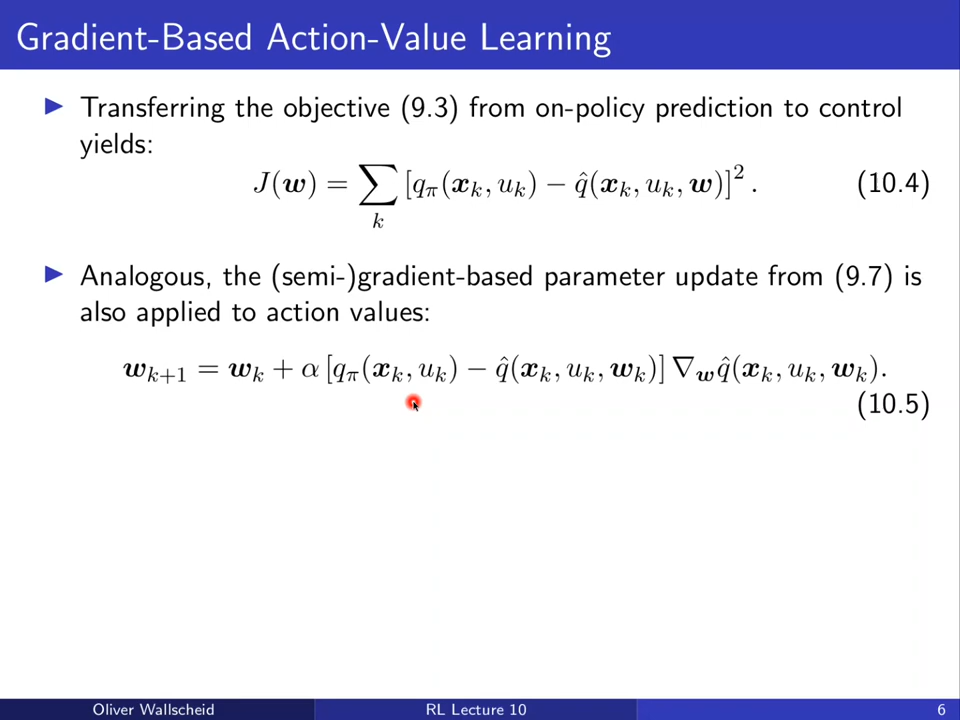 Gradient-Based Action-Value Learning
▶ Transferring the objective (9.3) from on-policy prediction to control
yields:
J(w) = ∑_k [q_π(x_k, u_k) − q̂(x_k, u_k, w)]². (10.4)
▶ Analogous, the (semi-)gradient-based parameter update from (9.7) is
also applied to action values:
w_{k+1} = w_k + α [q_π(x_k, u_k) − q̂(x_k, u_k, w_k)] ∇_w q̂(x_k, u_k, w_k).
(10.5)
Oliver Wallscheid RL Lecture 10 6